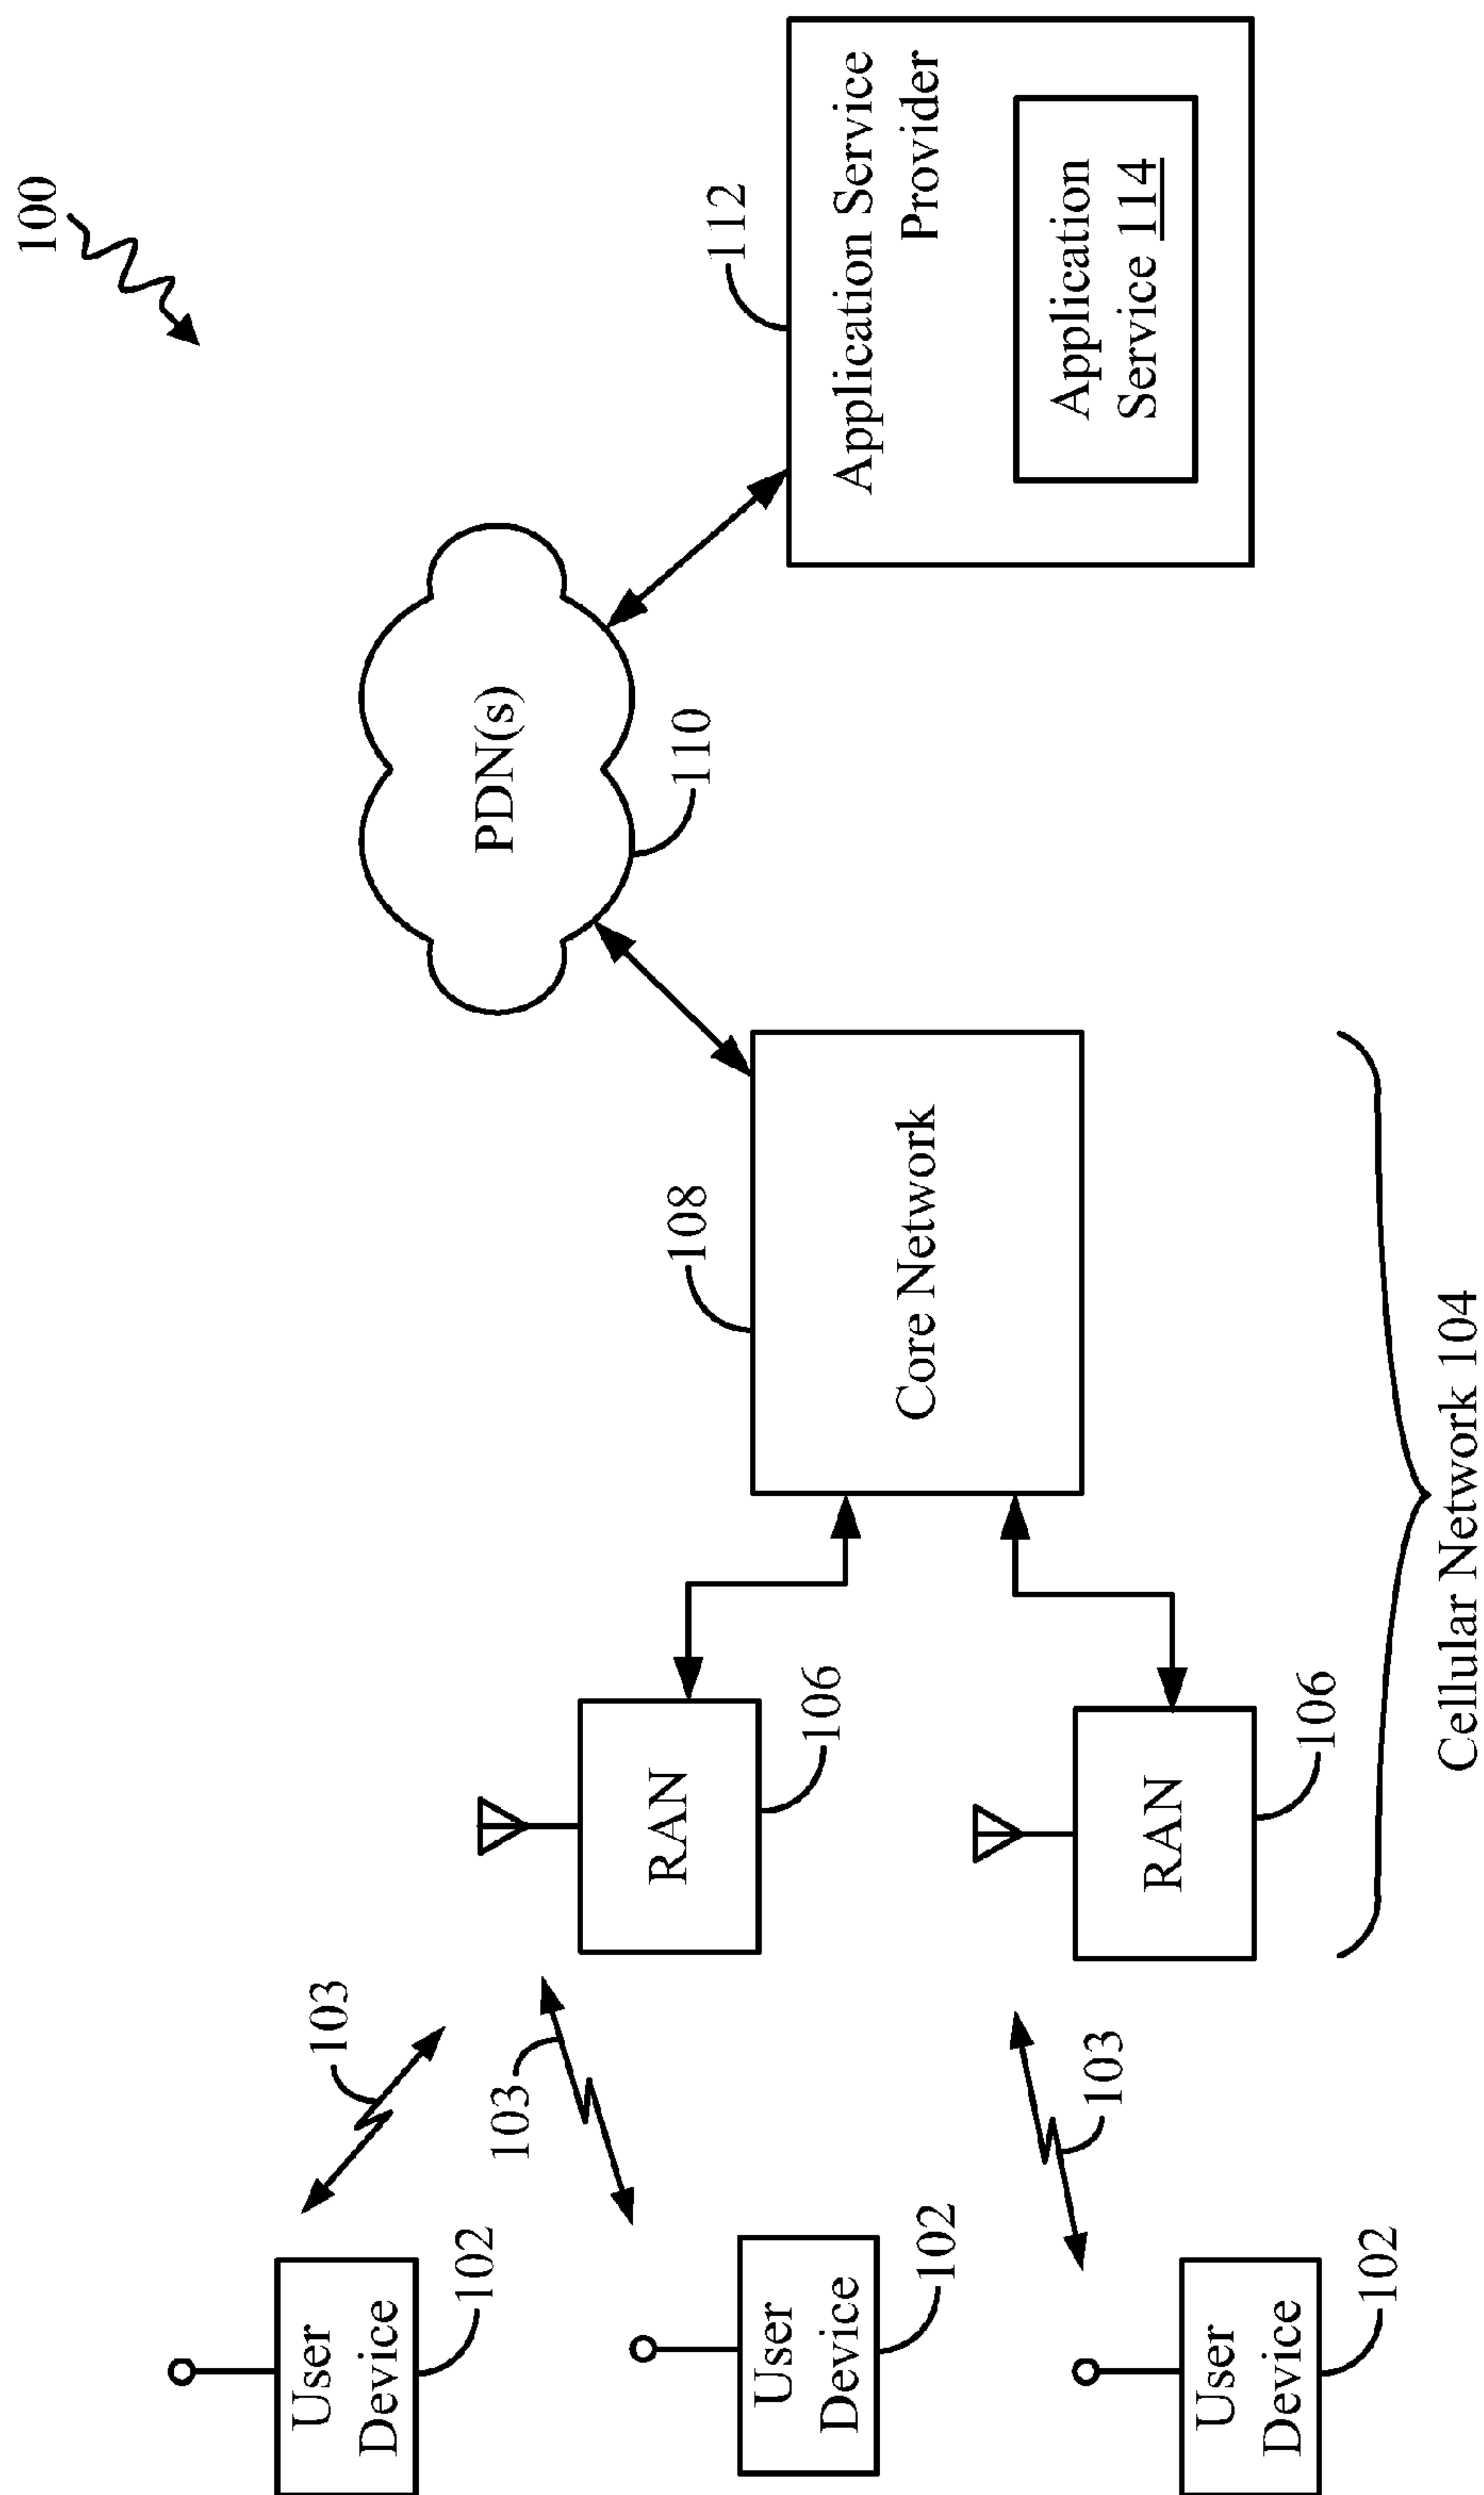 100
PDN(s)
110
112
Application Service
Provider
Application
Service 114
108
Core Network
RAN
106
RAN
106
103
103
103
User
Device
102
User
Device
102
User
Device
102
Cellular Network 104